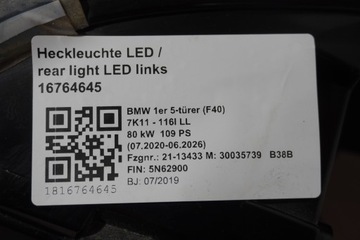 Heckleuchte LED /
rear light LED links
16764645
BMW 1er 5-türer (F40)
7K11 - 116I LL
80 kW 109 PS
(07.2020-06.2026)
Fzgnr.: 21-13433 M: 30035739 B38B
FIN: 5N62900
BJ: 07/2019
1816764645